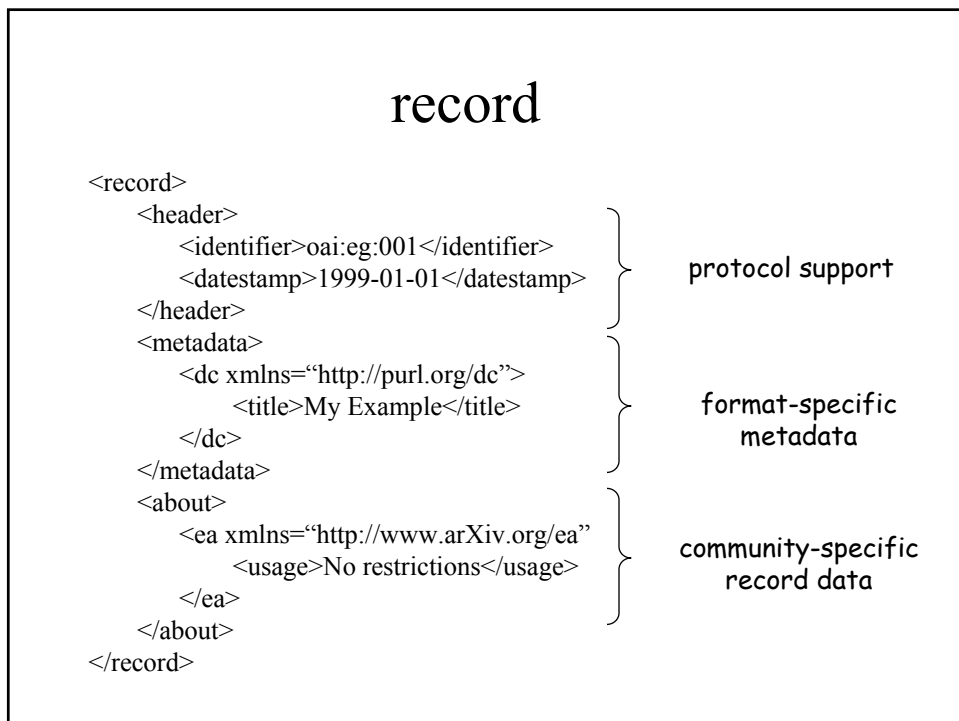 record
<record>
<header>
<identifier>oai:eg:001</identifier>
<datestamp>1999-01-01</datestamp>
</header>
<metadata>
<dc xmlns=“http://purl.org/dc”>
<title>My Example</title>
</dc>
</metadata>
<about>
<ea xmlns=“http://www.arXiv.org/ea”
<usage>No restrictions</usage>
</ea>
</about>
</record>
protocol support
format-specific
metadata
community-specific
record data